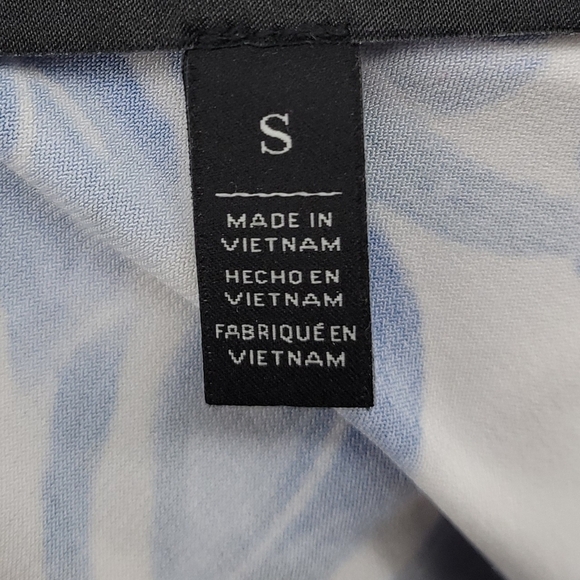 S
MADE IN
VIETNAM
HECHO EN
VIETNAM
FABRIQUÉ EN
VIETNAM